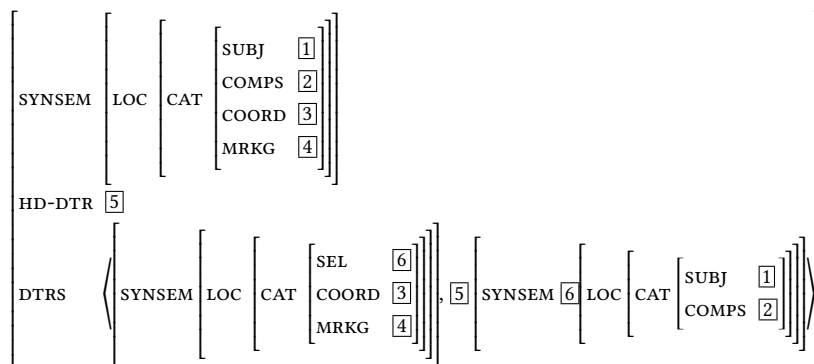 SUBJ 1
COMPS 2
SYNSEM LOC CAT COORD 3
MRKG 4
HD-DTR 5
SEL 6
SUBJ 1
DTRS SYNSEM LOC CAT COORD 3 , 5 SYNSEM 6 LOC CAT
COMPS 2
MRKG 4